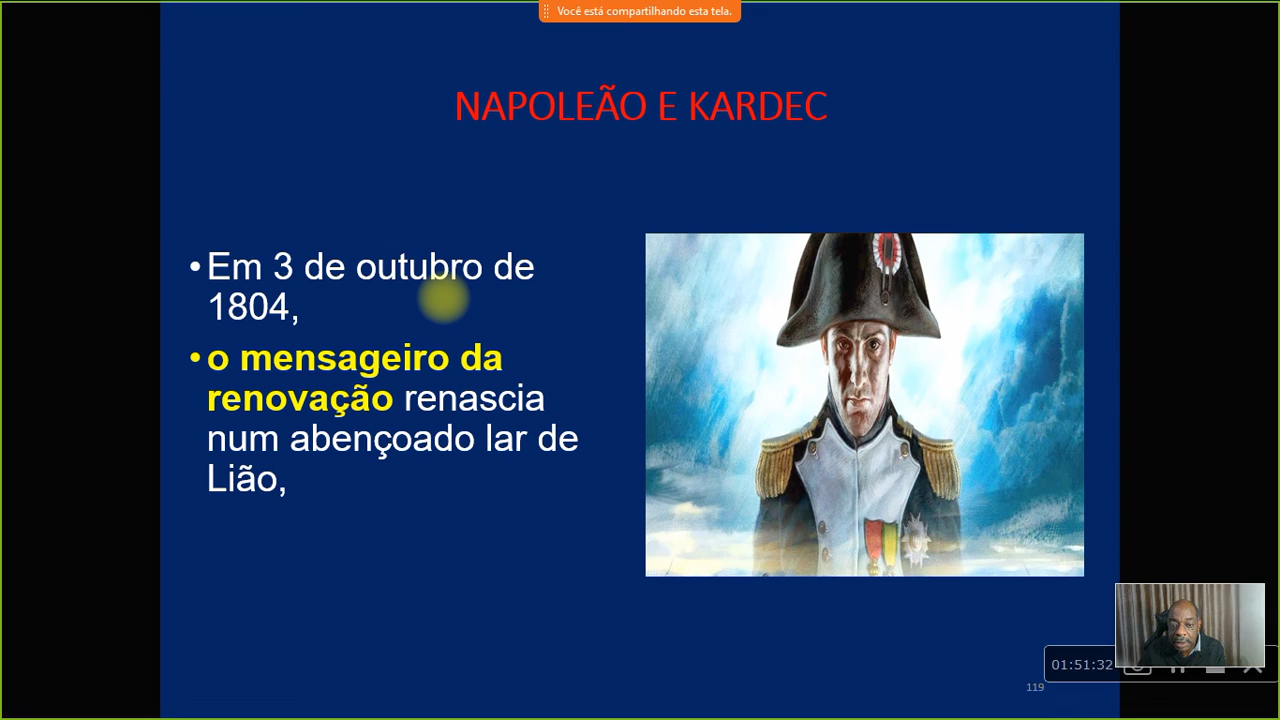 Você está compartilhando esta tela.
NAPOLEÃO E KARDEC
•Em 3 de outubro de
1804,
•o mensageiro da
renovação renascia
num abençoado lar de
Lião,
01:51:32
119